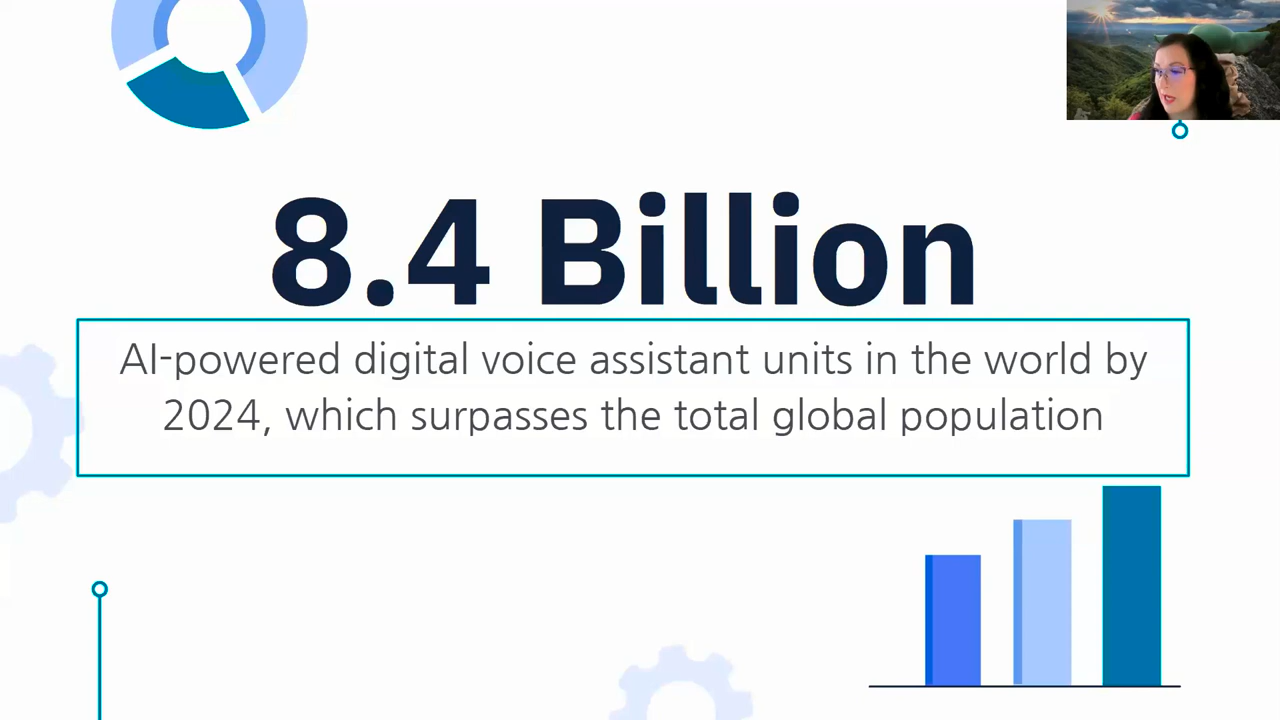 8.4 Billion
AI-powered digital voice assistant units in the world by
2024, which surpasses the total global population